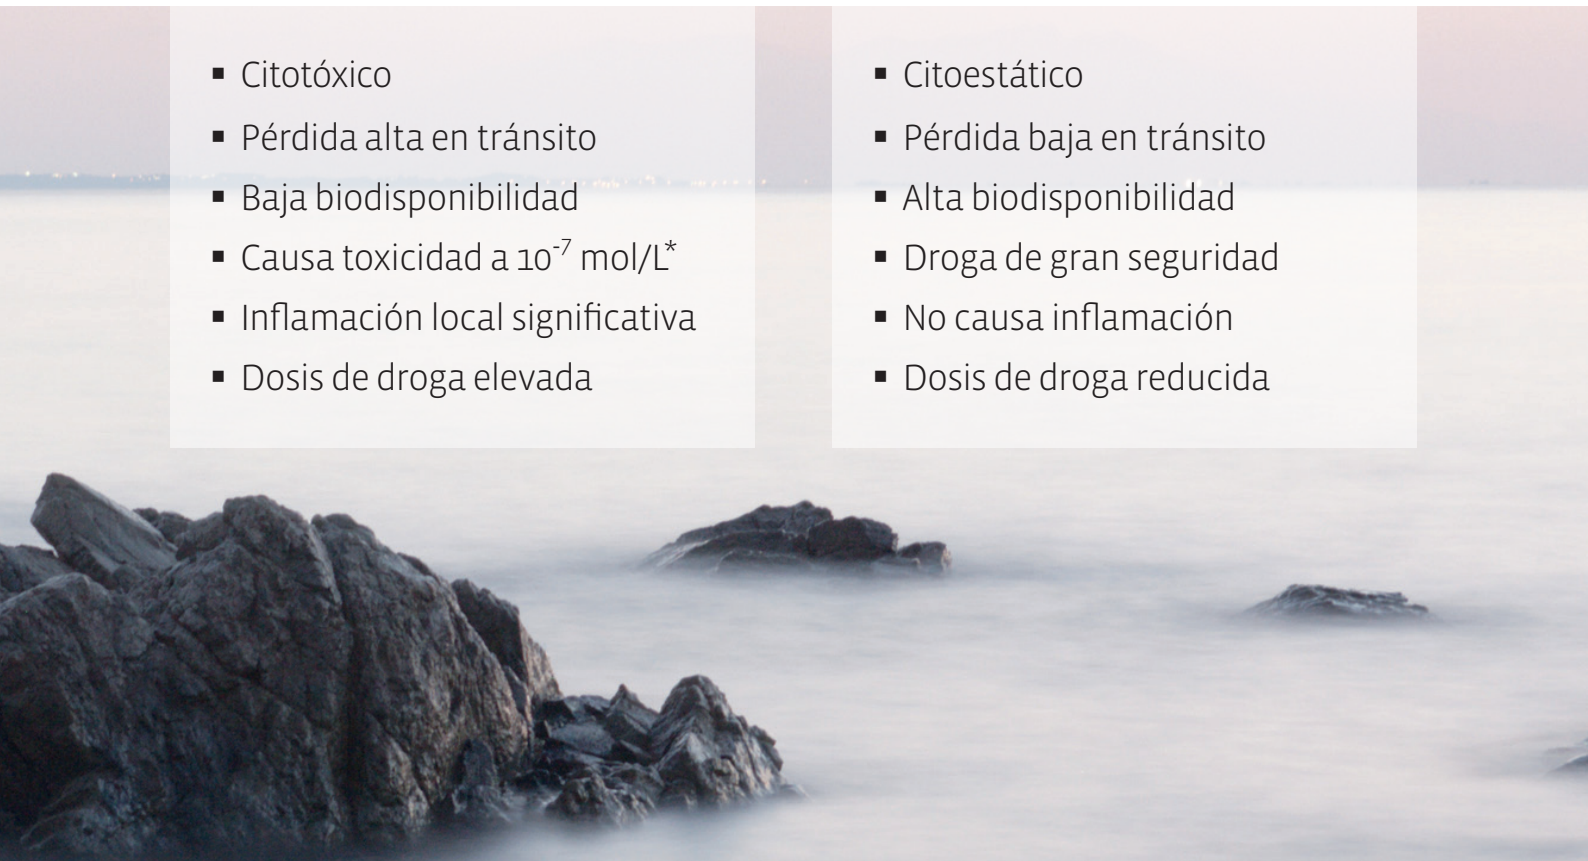 ▪ Citotóxico
▪ Pérdida alta en tránsito
▪ Baja biodisponibilidad
▪ Causa toxicidad a 10⁻⁷ mol/L*
▪ Inflamación local significativa
▪ Dosis de droga elevada
▪ Citoestático
▪ Pérdida baja en tránsito
▪ Alta biodisponibilidad
▪ Droga de gran seguridad
▪ No causa inflamación
▪ Dosis de droga reducida